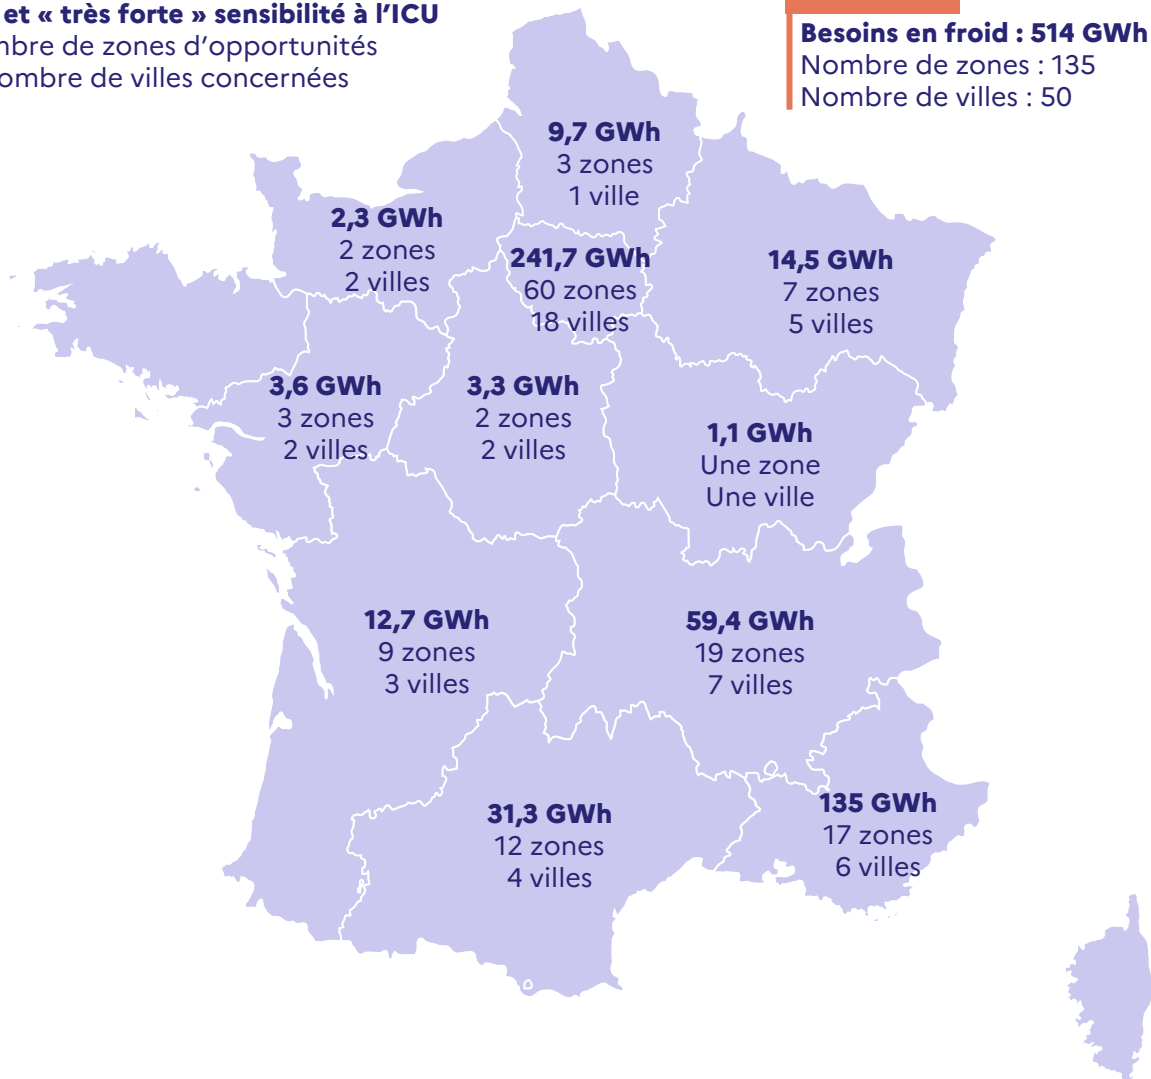 et « très forte » sensibilité à l'ICU
mbre de zones d'opportunités
ombre de villes concernées
Besoins en froid : 514 GWh
Nombre de zones : 135
Nombre de villes : 50
9,7 GWh
3 zones
1 ville
2,3 GWh
2 zones
2 villes
241,7 GWh
60 zones
18 villes
14,5 GWh
7 zones
5 villes
3,6 GWh
3 zones
2 villes
3,3 GWh
2 zones
2 villes
1,1 GWh
Une zone
Une ville
12,7 GWh
9 zones
3 villes
59,4 GWh
19 zones
7 villes
31,3 GWh
12 zones
4 villes
135 GWh
17 zones
6 villes